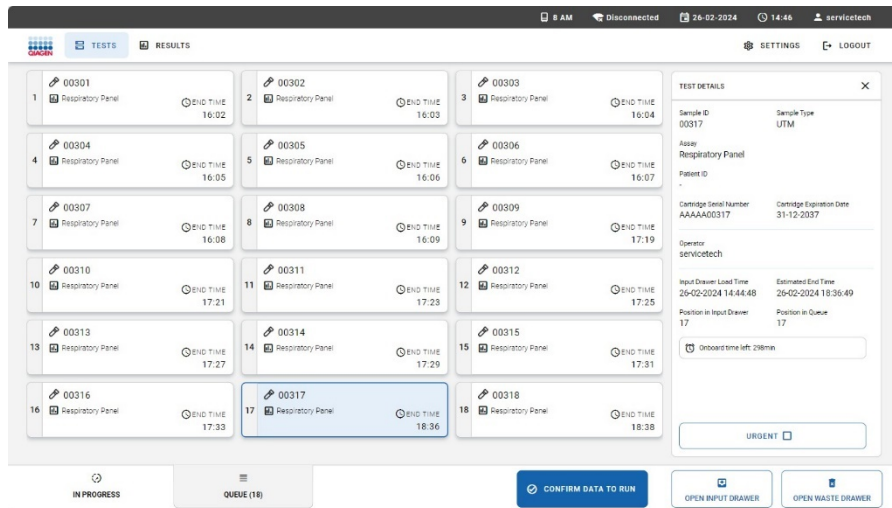 8 AM Disconnected 26-02-2024 14:46 servicetech
QIAGEN TESTS RESULTS SETTINGS LOGOUT
1 00301 Respiratory Panel END TIME 16:02
2 00302 Respiratory Panel END TIME 16:03
3 00303 Respiratory Panel END TIME 16:04
4 00304 Respiratory Panel END TIME 16:05
5 00305 Respiratory Panel END TIME 16:06
6 00306 Respiratory Panel END TIME 16:07
7 00307 Respiratory Panel END TIME 16:08
8 00308 Respiratory Panel END TIME 16:09
9 00309 Respiratory Panel END TIME 17:19
10 00310 Respiratory Panel END TIME 17:21
11 00311 Respiratory Panel END TIME 17:23
12 00312 Respiratory Panel END TIME 17:25
13 00313 Respiratory Panel END TIME 17:27
14 00314 Respiratory Panel END TIME 17:29
15 00315 Respiratory Panel END TIME 17:31
16 00316 Respiratory Panel END TIME 17:33
17 00317 Respiratory Panel END TIME 18:36
18 00318 Respiratory Panel END TIME 18:38
TEST DETAILS
Sample ID Sample Type
00317 UTM
Assay
Respiratory Panel
Patient ID
-
Cartridge Serial Number Cartridge Expiration Date
AAAAA00317 31-12-2037
Operator
servicetech
Input Drawer Load Time Estimated End Time
26-02-2024 14:44:48 26-02-2024 18:36:49
Position in Input Drawer Position in Queue
17 17
Onboard time left: 298min
URGENT
IN PROGRESS QUEUE (18) CONFIRM DATA TO RUN OPEN INPUT DRAWER OPEN WASTE DRAWER